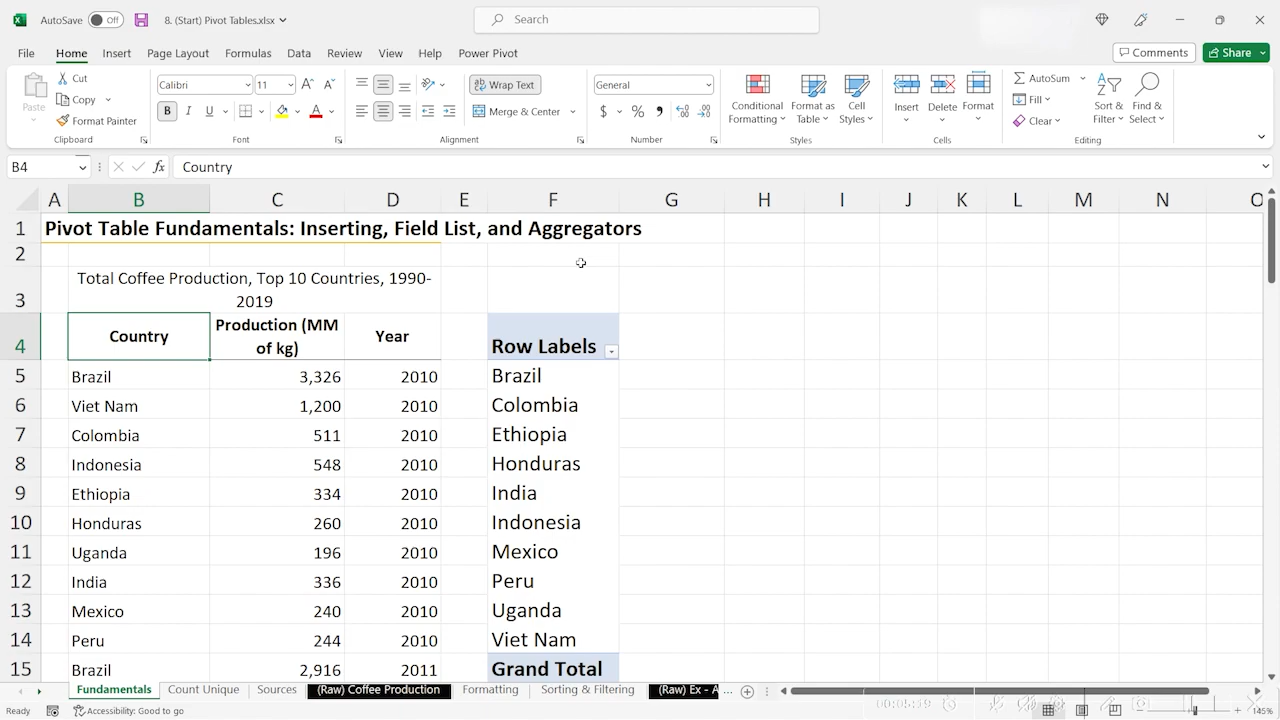 AutoSave Off 8. (Start) Pivot Tables.xlsx Search
File Home Insert Page Layout Formulas Data Review View Help Power Pivot Comments Share
Paste Cut Copy Format Painter Clipboard
Calibri 11 B I U A Font
Wrap Text Merge & Center Alignment
General $ % Number
Conditional Formatting Format as Table Cell Styles Styles
Insert Delete Format Cells
AutoSum Fill Clear Sort & Filter Find & Select Editing
B4 fx Country
A B C D E F G H I J K L M N O
1 Pivot Table Fundamentals: Inserting, Field List, and Aggregators
2
3 Total Coffee Production, Top 10 Countries, 1990-
2019
4 Country Production (MM of kg) Year Row Labels
5 Brazil 3,326 2010 Brazil
6 Viet Nam 1,200 2010 Colombia
7 Colombia 511 2010 Ethiopia
8 Indonesia 548 2010 Honduras
9 Ethiopia 334 2010 India
10 Honduras 260 2010 Indonesia
11 Uganda 196 2010 Mexico
12 India 336 2010 Peru
13 Mexico 240 2010 Uganda
14 Peru 244 2010 Viet Nam
15 Brazil 2,916 2011 Grand Total
Fundamentals Count Unique Sources (Raw) Coffee Production Formatting Sorting & Filtering (Raw) Ex - A ...
Ready Accessibility: Good to go 145%